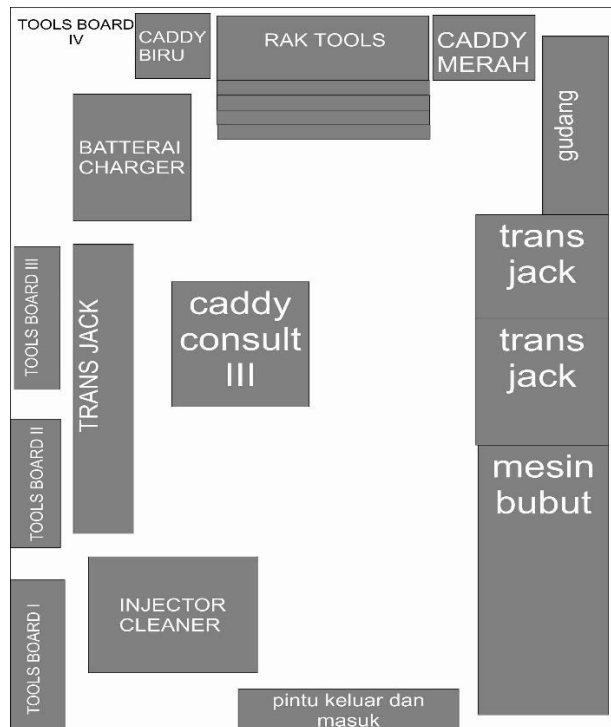 TOOLS BOARD
IV
CADDY
BIRU
RAK TOOLS
CADDY
MERAH
gudang
BATTERAI
CHARGER
trans
jack
TOOLS BOARD III
TRANS JACK
caddy
consult
III
trans
jack
TOOLS BOARD II
mesin
bubut
INJECTOR
CLEANER
TOOLS BOARD I
pintu keluar dan
masuk